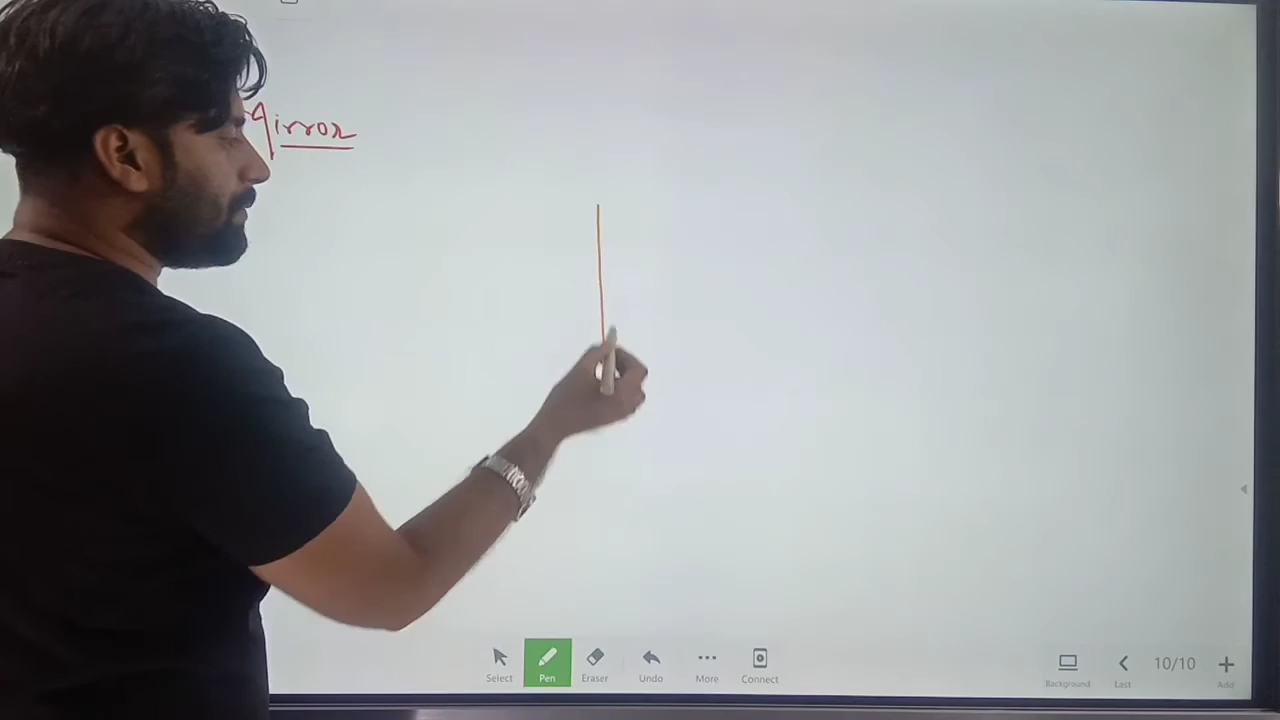 Mirror
Select
Pen
Eraser
Undo
More
Connect
Background
Last
10/10
Add